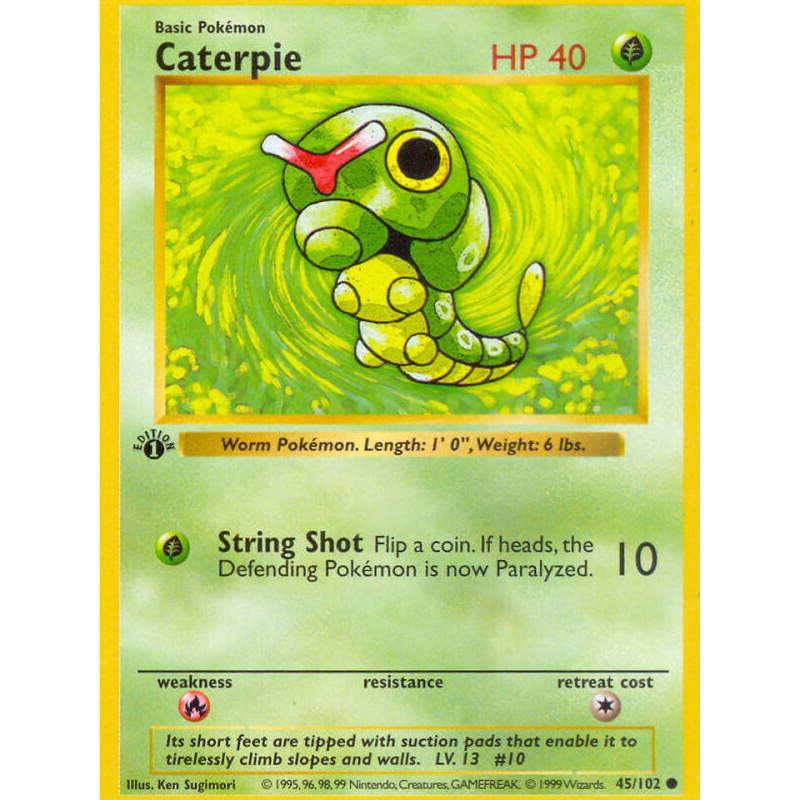 Basic Pokémon
Caterpie HP 40
EDITION
1
Worm Pokémon. Length: 1' 0", Weight: 6 lbs.
String Shot Flip a coin. If heads, the
Defending Pokémon is now Paralyzed. 10
weakness resistance retreat cost
Its short feet are tipped with suction pads that enable it to
tirelessly climb slopes and walls. LV. 13 #10
Illus. Ken Sugimori © 1995, 96, 98, 99 Nintendo, Creatures, GAMEFREAK. © 1999 Wizards. 45/102